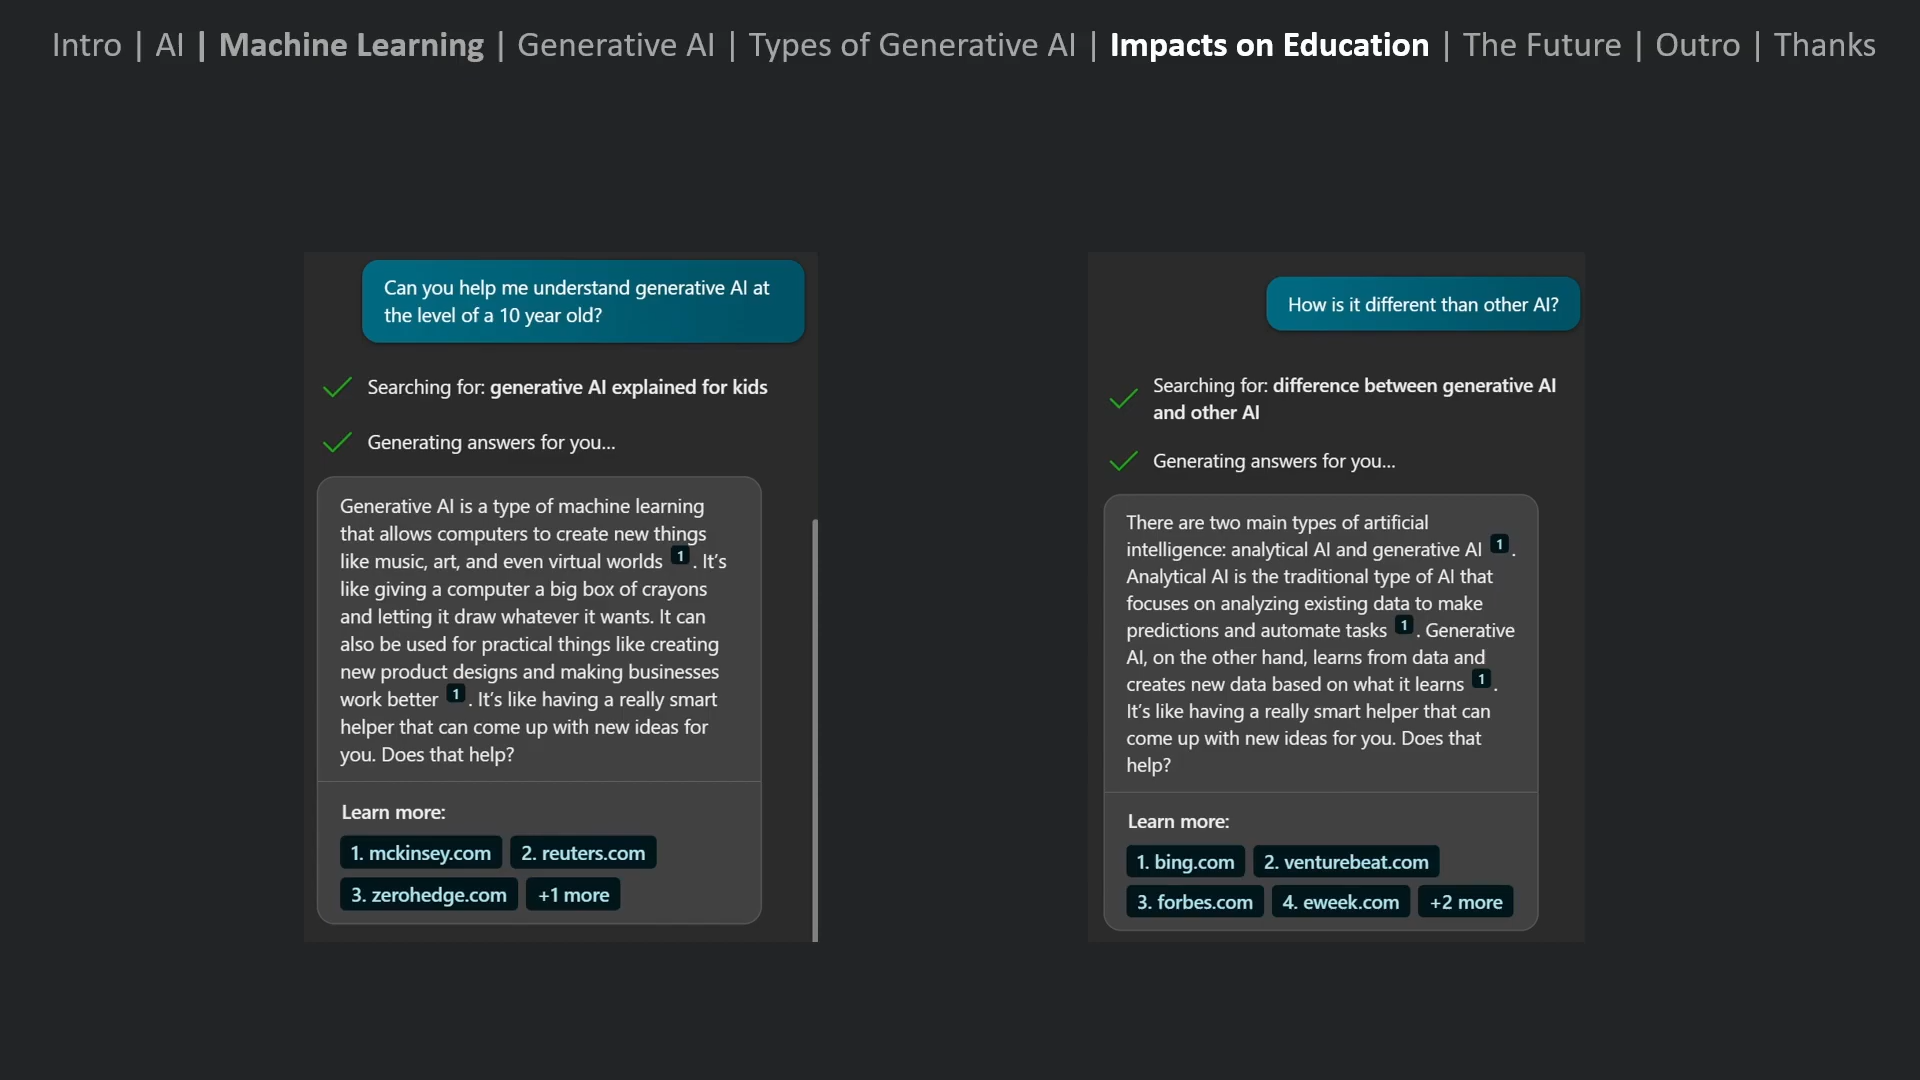 Intro | AI | Machine Learning | Generative AI | Types of Generative AI | Impacts on Education | The Future | Outro | Thanks
Can you help me understand generative AI at
the level of a 10 year old?
Searching for: generative AI explained for kids
Generating answers for you...
Generative AI is a type of machine learning
that allows computers to create new things
like music, art, and even virtual worlds 1 . It’s
like giving a computer a big box of crayons
and letting it draw whatever it wants. It can
also be used for practical things like creating
new product designs and making businesses
work better 1 . It’s like having a really smart
helper that can come up with new ideas for
you. Does that help?
Learn more:
1. mckinsey.com 2. reuters.com
3. zerohedge.com +1 more
How is it different than other AI?
Searching for: difference between generative AI
and other AI
Generating answers for you...
There are two main types of artificial
intelligence: analytical AI and generative AI 1 .
Analytical AI is the traditional type of AI that
focuses on analyzing existing data to make
predictions and automate tasks 1 . Generative
AI, on the other hand, learns from data and
creates new data based on what it learns 1 .
It’s like having a really smart helper that can
come up with new ideas for you. Does that
help?
Learn more:
1. bing.com 2. venturebeat.com
3. forbes.com 4. eweek.com +2 more